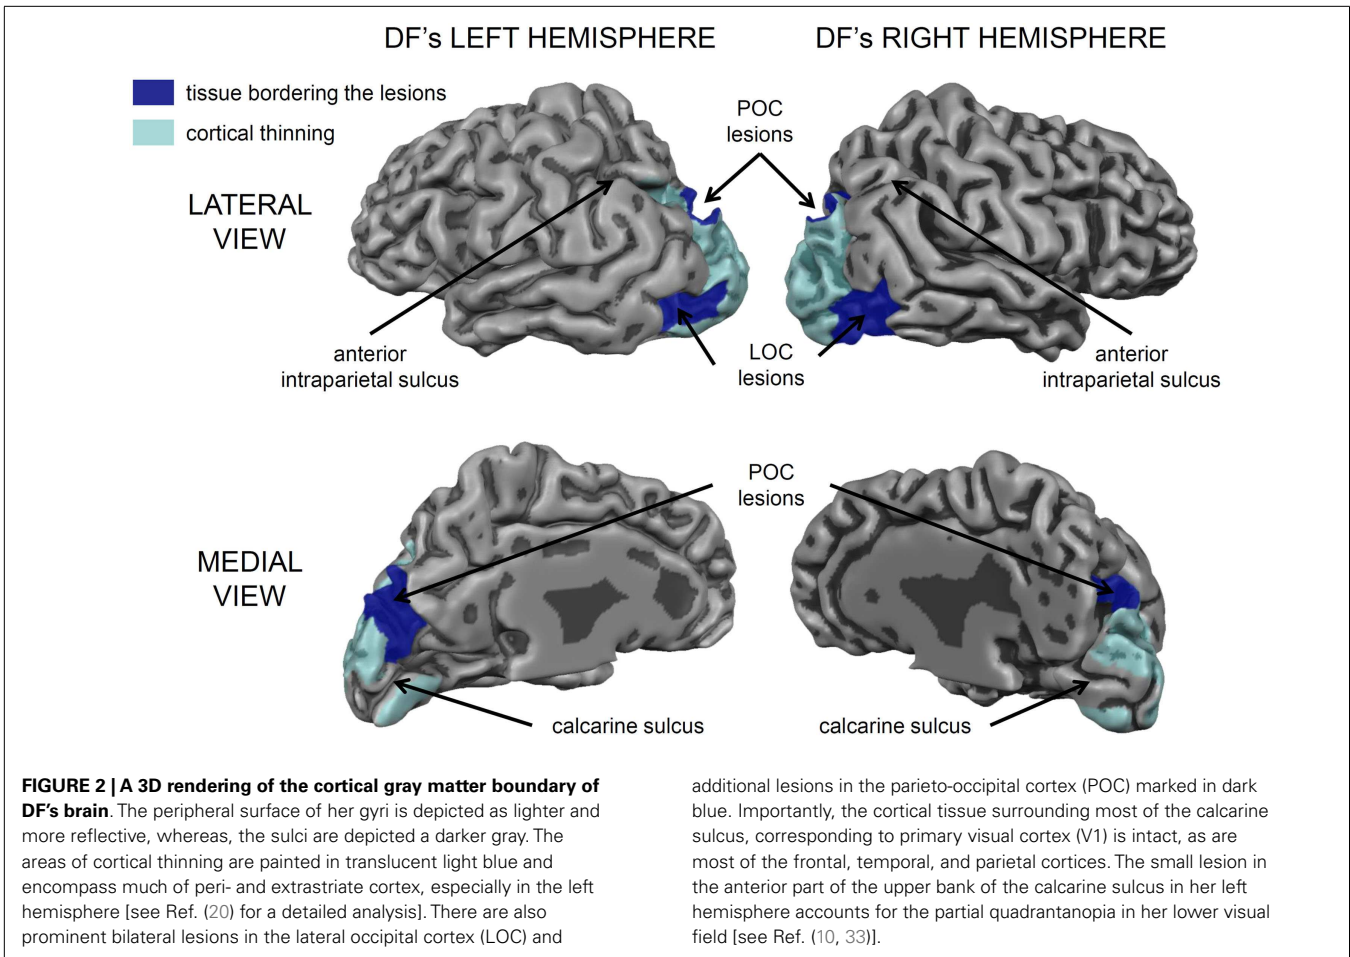 DF's LEFT HEMISPHERE
DF's RIGHT HEMISPHERE
tissue bordering the lesions
cortical thinning
POC
lesions
LATERAL
VIEW
anterior
intraparietal sulcus
LOC
lesions
anterior
intraparietal sulcus
POC
lesions
MEDIAL
VIEW
calcarine sulcus
calcarine sulcus
FIGURE 2 | A 3D rendering of the cortical gray matter boundary of
DF's brain. The peripheral surface of her gyri is depicted as lighter and
more reflective, whereas, the sulci are depicted a darker gray. The
areas of cortical thinning are painted in translucent light blue and
encompass much of peri- and extrastriate cortex, especially in the left
hemisphere [see Ref. (20) for a detailed analysis]. There are also
prominent bilateral lesions in the lateral occipital cortex (LOC) and
additional lesions in the parieto-occipital cortex (POC) marked in dark
blue. Importantly, the cortical tissue surrounding most of the calcarine
sulcus, corresponding to primary visual cortex (V1) is intact, as are
most of the frontal, temporal, and parietal cortices. The small lesion in
the anterior part of the upper bank of the calcarine sulcus in her left
hemisphere accounts for the partial quadrantanopia in her lower visual
field [see Ref. (10, 33)].